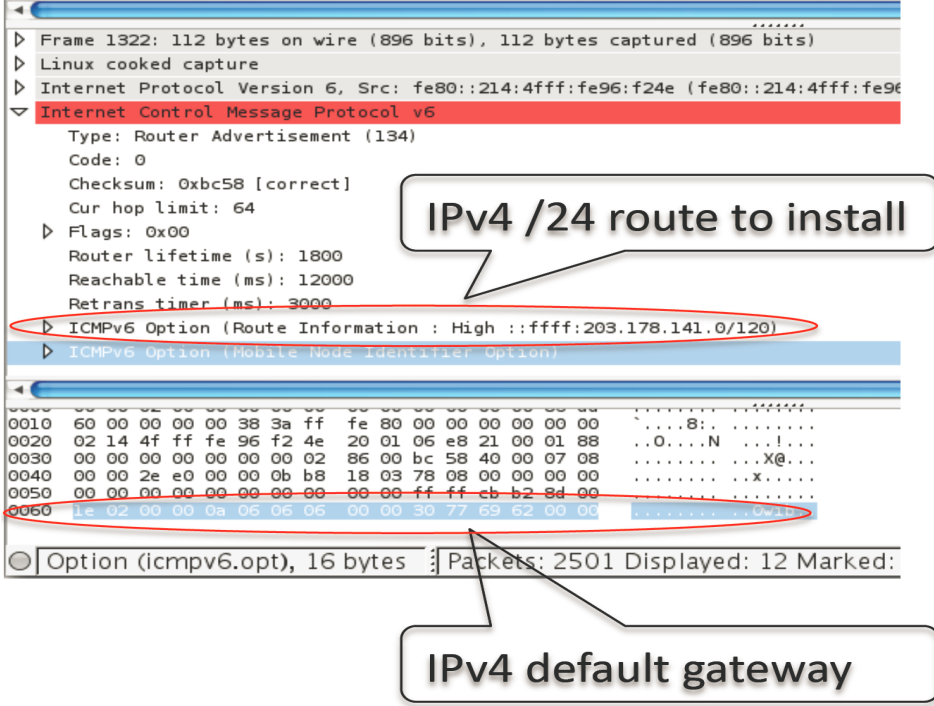 Frame 1322: 112 bytes on wire (896 bits), 112 bytes captured (896 bits)
Linux cooked capture
Internet Protocol Version 6, Src: fe80::214:4fff:fe96:f24e (fe80::214:4fff:fe96
Internet Control Message Protocol v6
Type: Router Advertisement (134)
Code: 0
Checksum: 0xbc58 [correct]
Cur hop limit: 64
Flags: 0x00
Router lifetime (s): 1800
Reachable time (ms): 12000
Retrans timer (ms): 3000
ICMPv6 Option (Route Information : High ::ffff:203.178.141.0/120)
ICMPv6 Option (Mobile Node Identifier Option)
IPv4 /24 route to install
0010 60 00 00 00 00 38 3a ff fe 80 00 00 00 00 00 00 `....8:. ........
0020 02 14 4f ff fe 96 f2 4e 20 01 06 e8 21 00 01 88 ..O....N ...!...
0030 00 00 00 00 00 00 00 02 86 00 bc 58 40 00 07 08 ........ ...X@...
0040 00 00 2e e0 00 00 0b b8 18 03 78 08 00 00 00 00 ........ ..x.....
0050 00 00 00 00 00 00 00 00 00 00 ff ff cb b2 8d 00 ........ ........
0060 1e 02 00 00 0a 06 06 06 00 00 30 77 69 62 00 00 ........ ..0wib..
Option (icmpv6.opt), 16 bytes
Packets: 2501 Displayed: 12 Marked:
IPv4 default gateway